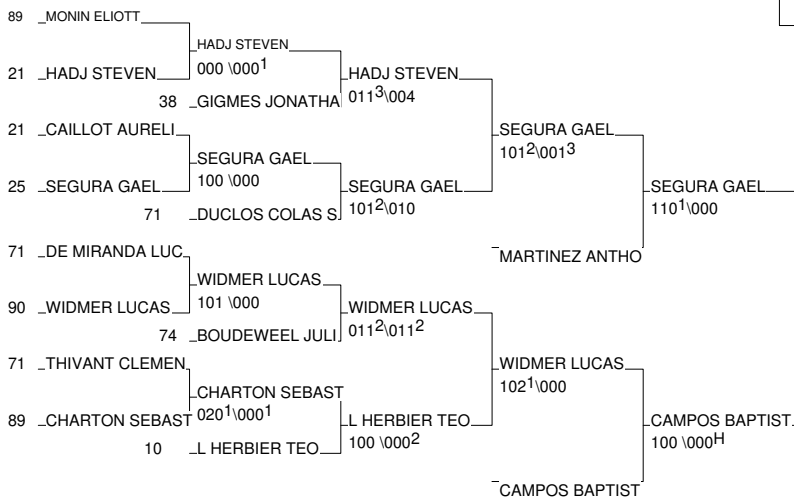 89 MONIN ELIOTT
HADJ STEVEN
000 \000¹
21 HADJ STEVEN
HADJ STEVEN
011³\004
38 GIGMES JONATHA
21 CAILLOT AURELI
SEGURA GAEL
101²\001³
SEGURA GAEL
100 \000
25 SEGURA GAEL
SEGURA GAEL
101²\010
SEGURA GAEL
110¹\000
71 DUCLOS COLAS S.
71 DE MIRANDA LUC
MARTINEZ ANTHO
WIDMER LUCAS
101 \000
90 WIDMER LUCAS
WIDMER LUCAS
011²\011²
74 BOUDEWEEL JULI
71 THIVANT CLEMEN
WIDMER LUCAS
102¹\000
CHARTON SEBAST
020¹\000¹
89 CHARTON SEBAST
L HERBIER TEO
100 \000²
CAMPOS BAPTIST
100 \000H
10 L HERBIER TEO
CAMPOS BAPTIST